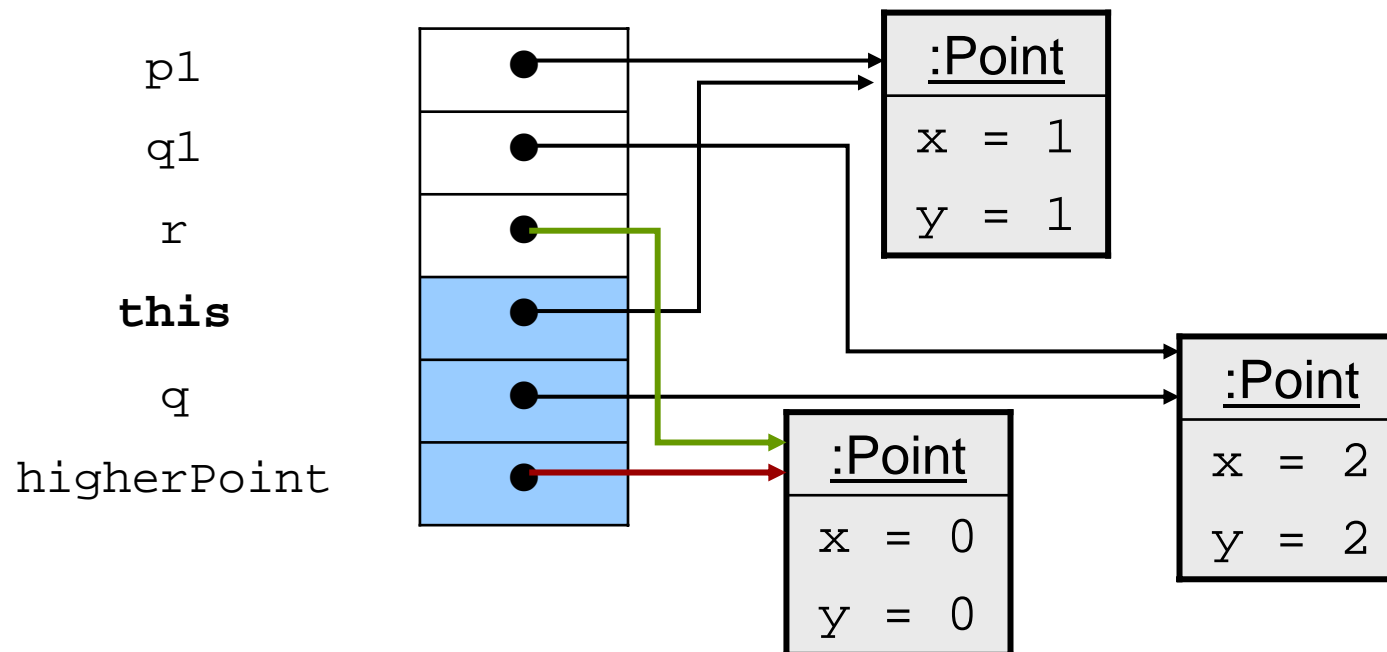 p1
q1
r
this
q
higherPoint
:Point
x = 1
y = 1
:Point
x = 2
y = 2
:Point
x = 0
y = 0